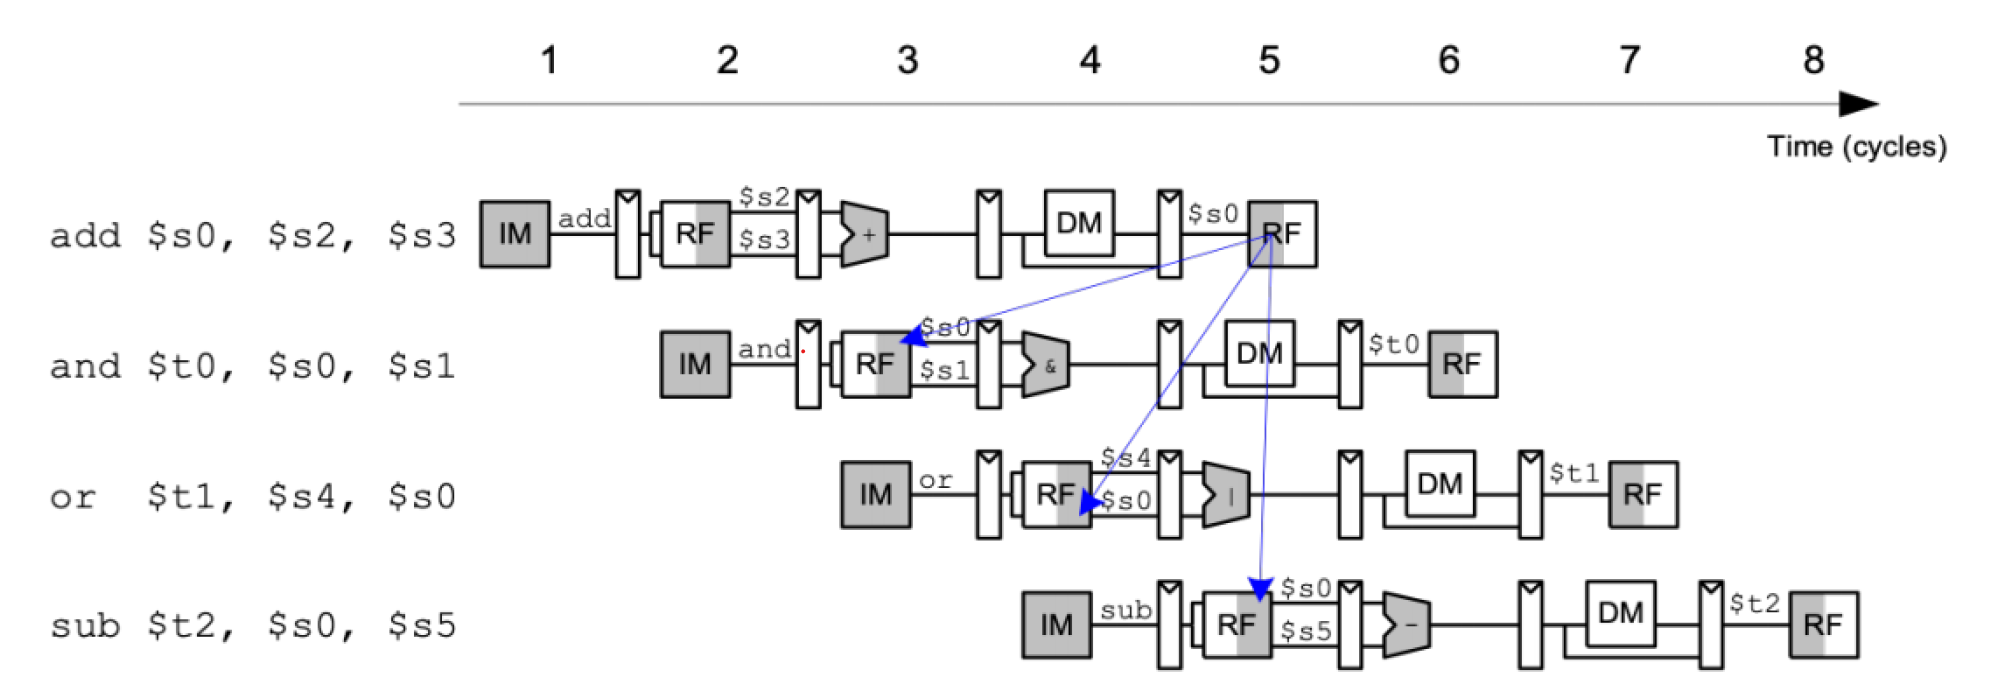 1 2 3 4 5 6 7 8
Time (cycles)
add $s0, $s2, $s3 IM add RF $s2 $s3 + DM $s0 RF
and $t0, $s0, $s1 IM and RF $s0 $s1 & DM $t0 RF
or $t1, $s4, $s0 IM or RF $s4 $s0 | DM $t1 RF
sub $t2, $s0, $s5 IM sub RF $s0 $s5 - DM $t2 RF